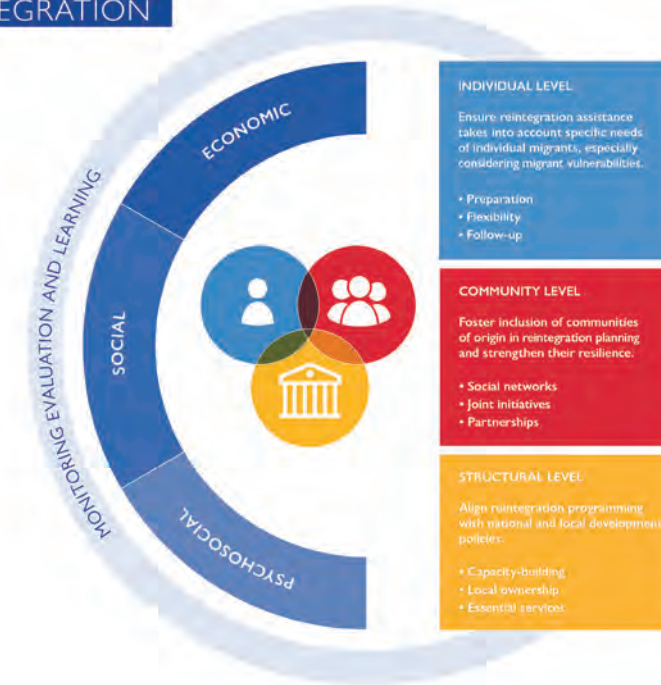 EGRATION
MONITORING EVALUATION AND LEARNING
ECONOMIC
SOCIAL
PSYCHOSOCIAL
INDIVIDUAL LEVEL
Ensure reintegration assistance
takes into account specific needs
of individual migrants, especially
considering migrant vulnerabilities.
• Preparation
• Flexibility
• Follow-up
COMMUNITY LEVEL
Foster inclusion of communities
of origin in reintegration planning
and strengthen their resilience.
• Social networks
• Joint initiatives
• Partnerships
STRUCTURAL LEVEL
Align reintegration programming
with national and local development
policies.
• Capacity-building
• Local ownership
• Essential services